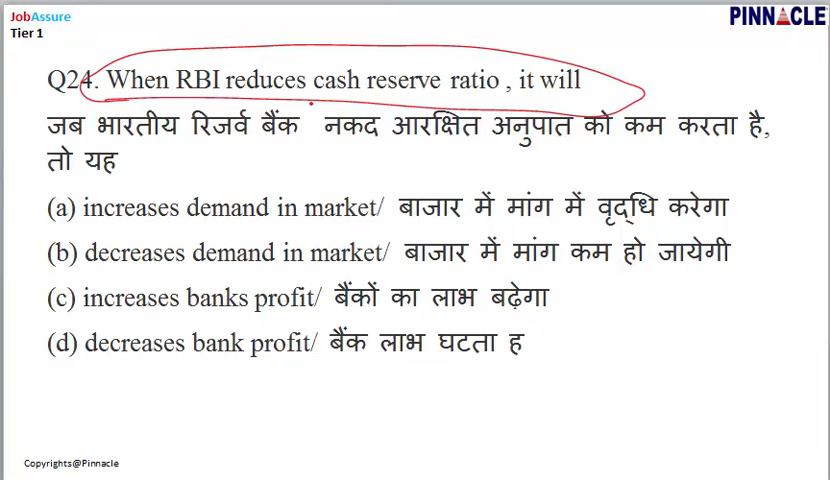 JobAssure
Tier 1
PINNACLE
Q24. When RBI reduces cash reserve ratio , it will
जब भारतीय रिजर्व बैंक नकद आरक्षित अनुपात को कम करता है,
तो यह
(a) increases demand in market/ बाजार में मांग में वृद्धि करेगा
(b) decreases demand in market/ बाजार में मांग कम हो जायेगी
(c) increases banks profit/ बैंकों का लाभ बढ़ेगा
(d) decreases bank profit/ बैंक लाभ घटता ह
Copyrights@Pinnacle